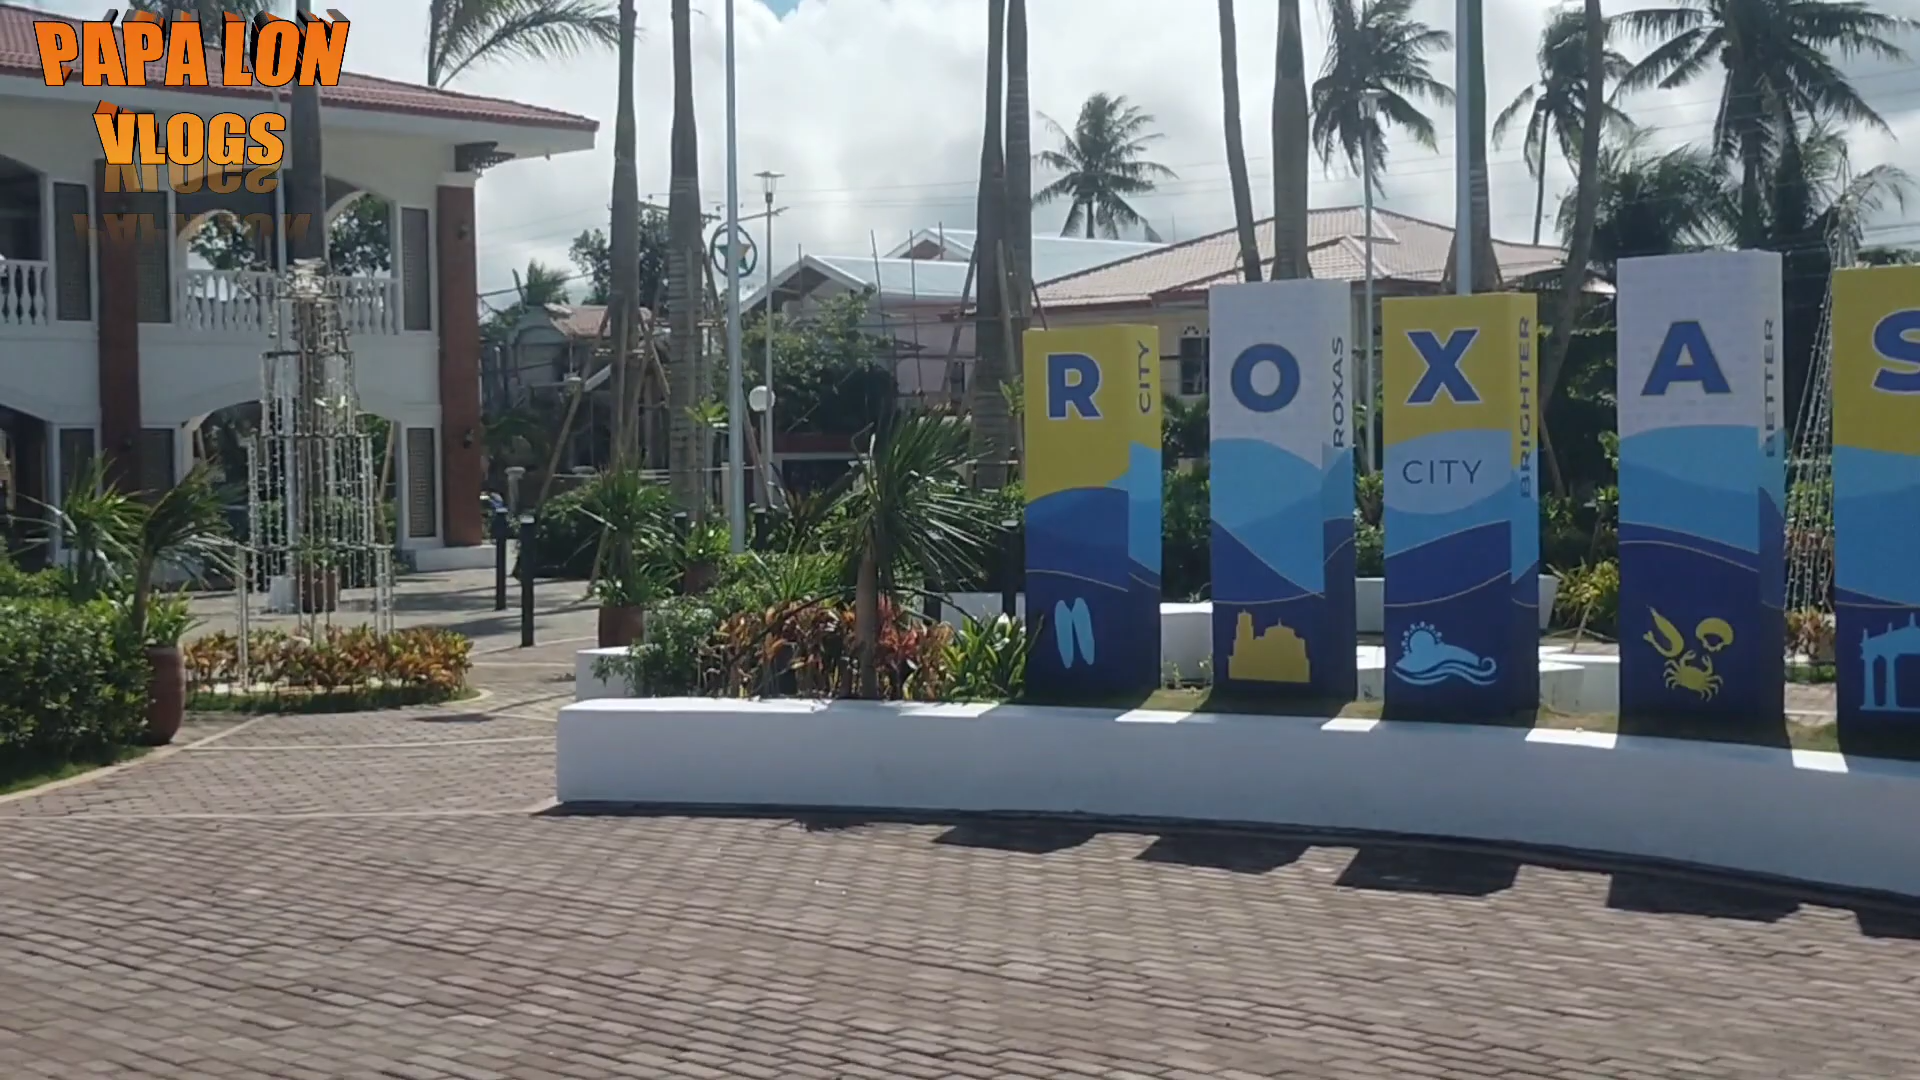 PAPA LON
VLOGS
R
CITY
O
ROXAS
X
CITY
BRIGHTER
A
BETTER
S